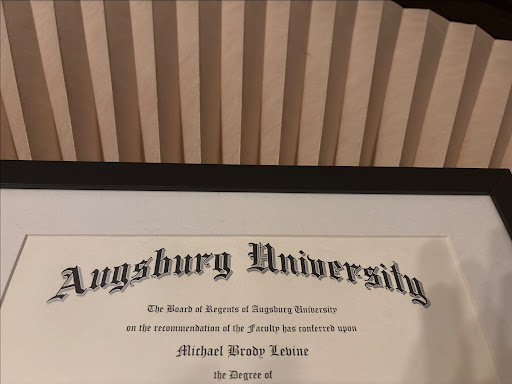 Augsburg University
The Board of Regents of Augsburg University
on the recommendation of the Faculty has conferred upon
Michael Brody Levine
the Degree of